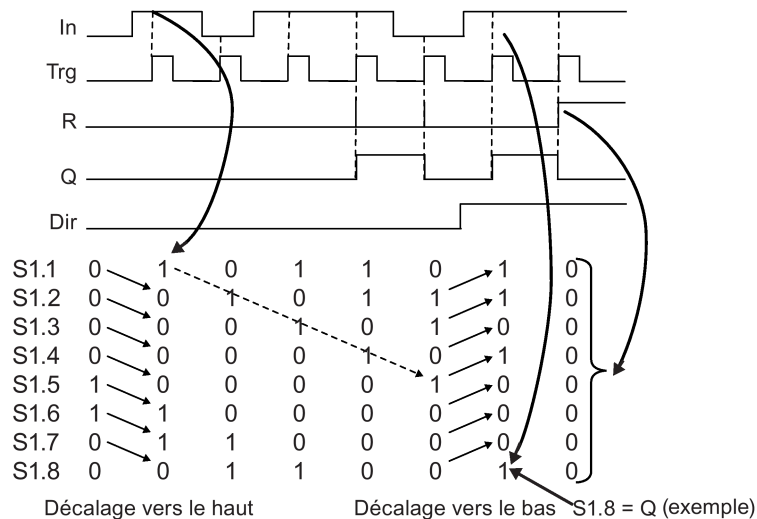 In
Trg
R
Q
Dir
S1.1 0 1 0 1 1 0 1 0
S1.2 0 0 1 0 1 1 1 0
S1.3 0 0 0 1 0 1 0 0
S1.4 0 0 0 0 1 0 1 0
S1.5 1 0 0 0 0 1 0 0
S1.6 1 1 0 0 0 0 0 0
S1.7 0 1 1 0 0 0 0 0
S1.8 0 0 1 1 0 0 1 0
Décalage vers le haut Décalage vers le bas S1.8 = Q (exemple)